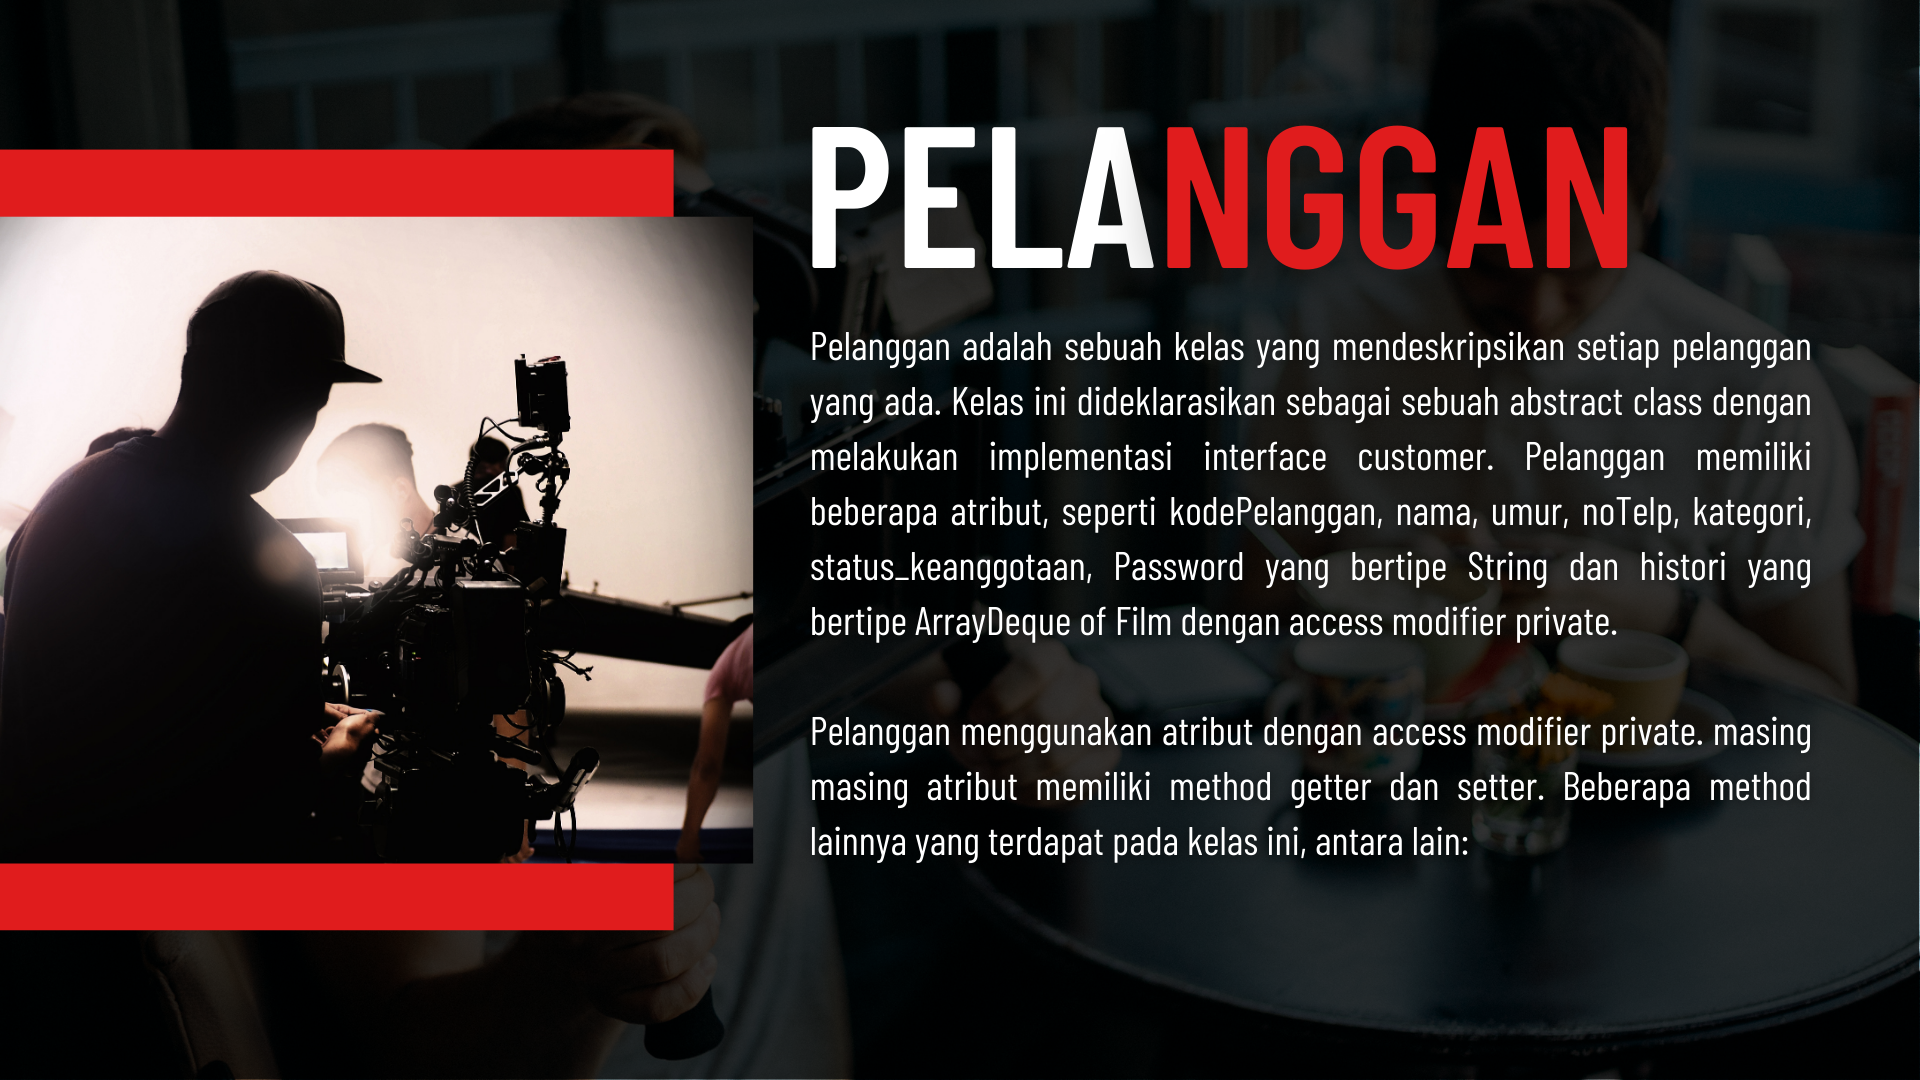 PELANGGAN
Pelanggan adalah sebuah kelas yang mendeskripsikan setiap pelanggan
yang ada. Kelas ini dideklarasikan sebagai sebuah abstract class dengan
melakukan implementasi interface customer. Pelanggan memiliki
beberapa atribut, seperti kodePelanggan, nama, umur, noTelp, kategori,
status_keanggotaan, Password yang bertipe String dan histori yang
bertipe ArrayDeque of Film dengan access modifier private.
Pelanggan menggunakan atribut dengan access modifier private. masing
masing atribut memiliki method getter dan setter. Beberapa method
lainnya yang terdapat pada kelas ini, antara lain: